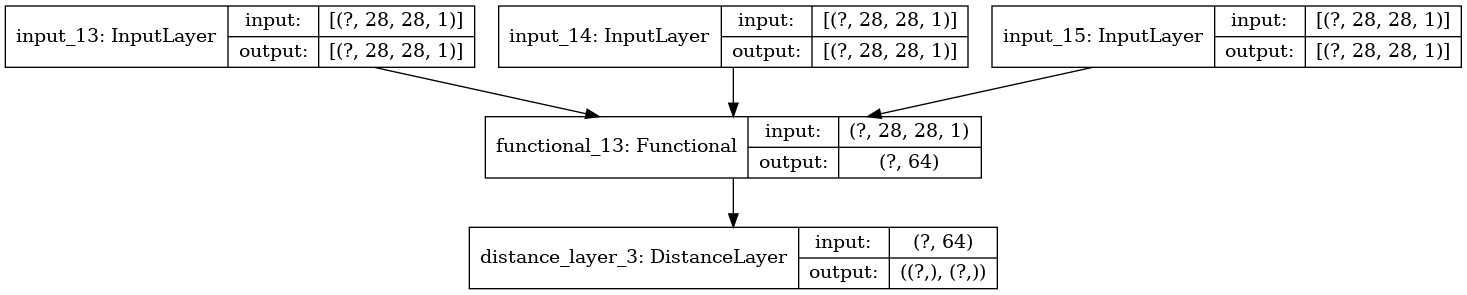 input_13: InputLayer
input: [(?, 28, 28, 1)]
output: [(?, 28, 28, 1)]
input_14: InputLayer
input: [(?, 28, 28, 1)]
output: [(?, 28, 28, 1)]
input_15: InputLayer
input: [(?, 28, 28, 1)]
output: [(?, 28, 28, 1)]
functional_13: Functional
input: (?, 28, 28, 1)
output: (?, 64)
distance_layer_3: DistanceLayer
input: (?, 64)
output: ((?,), (?,))